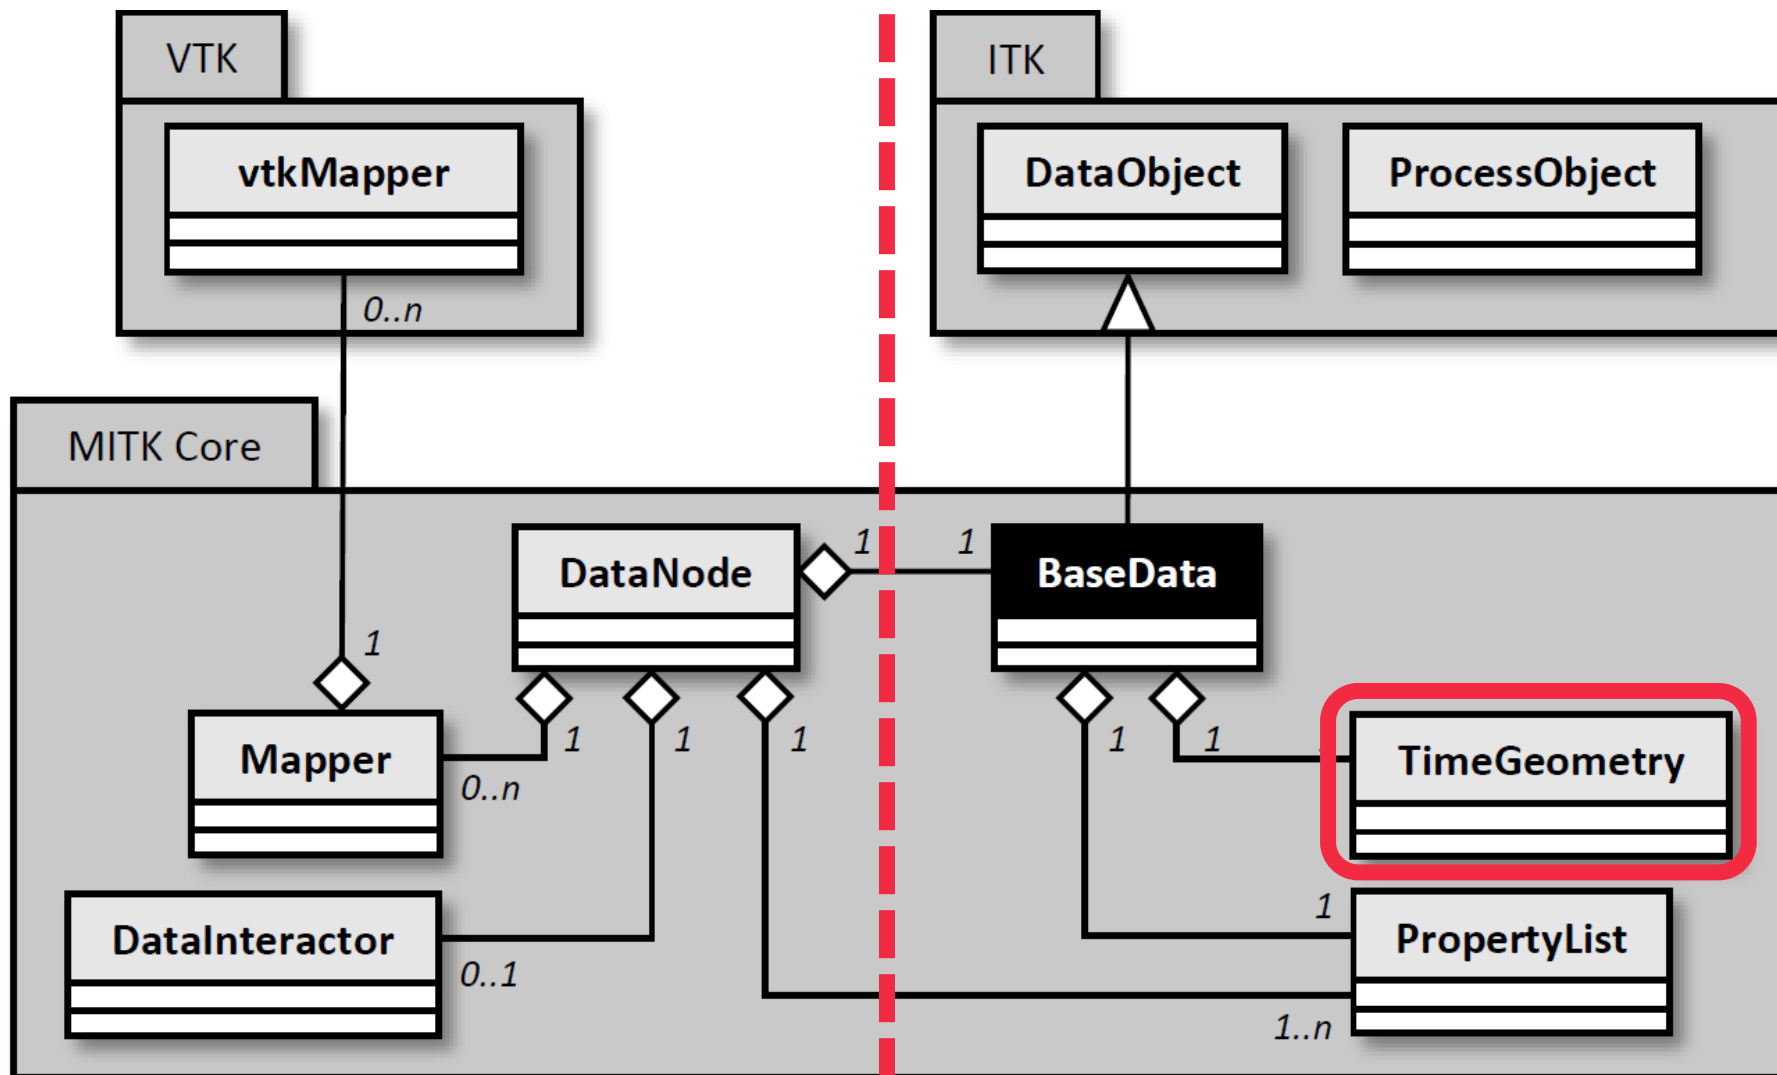 VTK
ITK
vtkMapper
DataObject
ProcessObject
0..n
MITK Core
1
1
DataNode
BaseData
1
1
1
1
1
1
Mapper
TimeGeometry
0..n
1
DataInteractor
PropertyList
0..1
1..n